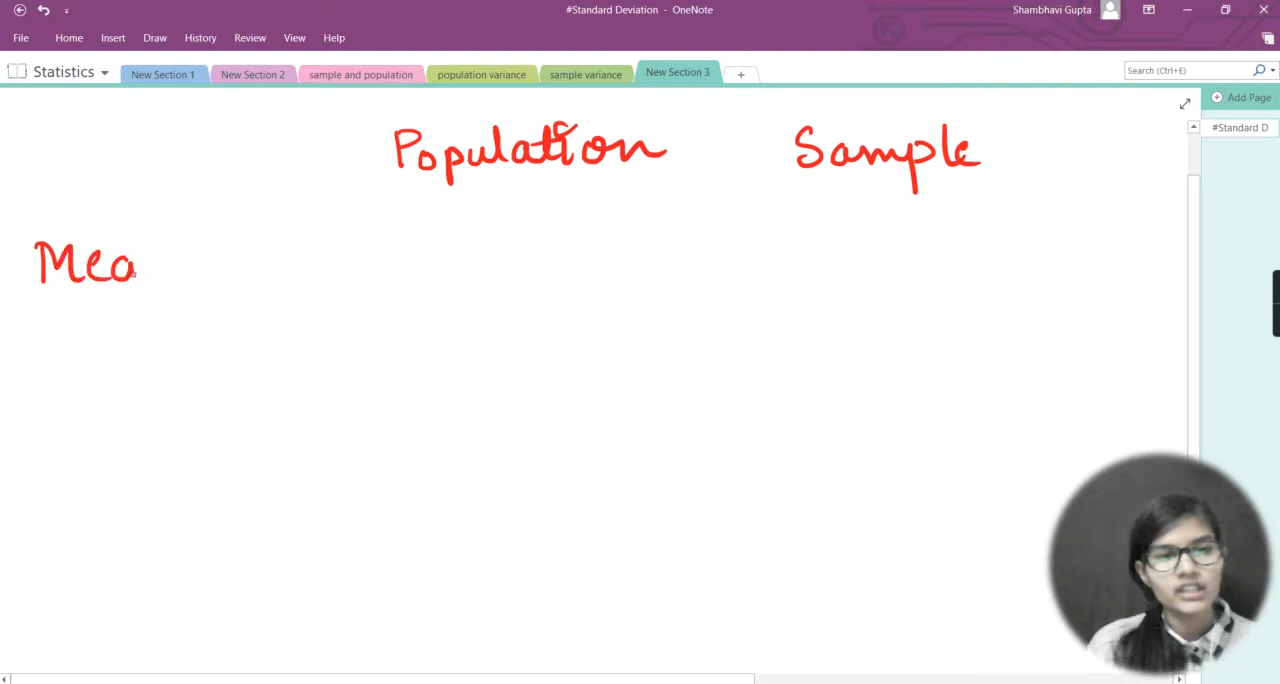 #Standard Deviation - OneNote
Shambhavi Gupta
File Home Insert Draw History Review View Help
Statistics New Section 1 New Section 2 sample and population population variance sample variance New Section 3 +
Search (Ctrl+E)
Add Page
#Standard D
Population Sample
Mea